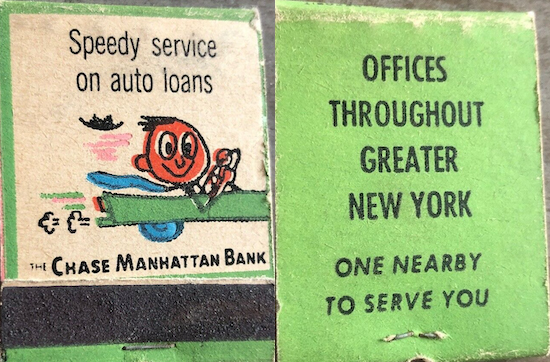 Speedy service
on auto loans
THE CHASE MANHATTAN BANK
OFFICES
THROUGHOUT
GREATER
NEW YORK
ONE NEARBY
TO SERVE YOU